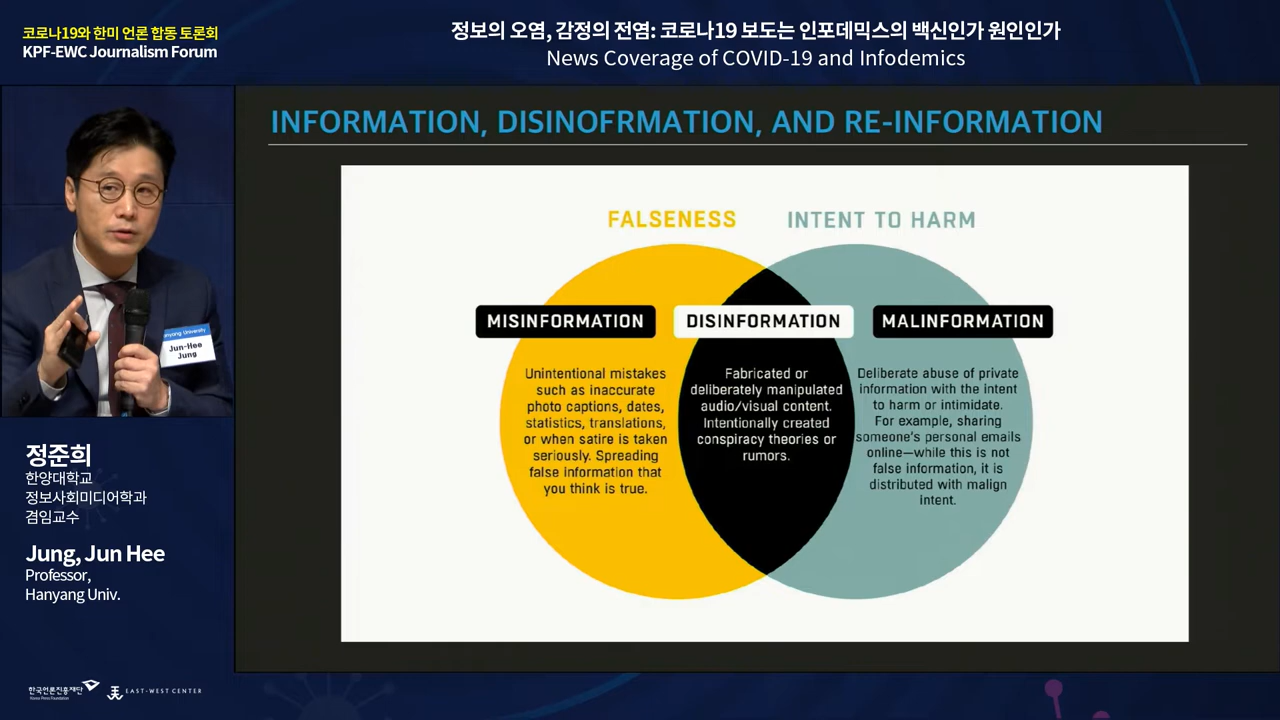 코로나19와 한미 언론 합동 토론회
KPF-EWC Journalism Forum
정보의 오염, 감정의 전염: 코로나19 보도는 인포데믹스의 백신인가 원인인가
News Coverage of COVID-19 and Infodemics
INFORMATION, DISINOFRMATION, AND RE-INFORMATION
FALSENESS
INTENT TO HARM
MISINFORMATION
DISINFORMATION
MALINFORMATION
Unintentional mistakes
such as inaccurate
photo captions, dates,
statistics, translations,
or when satire is taken
seriously. Spreading
false information that
you think is true.
Fabricated or
deliberately manipulated
audio/visual content.
Intentionally created
conspiracy theories or
rumors.
Deliberate abuse of private
information with the intent
to harm or intimidate.
For example, sharing
someone's personal emails
online—while this is not
false information, it is
distributed with malign
intent.
University
Jun-Hee
Jung
정준희
한양대학교
정보사회미디어학과
겸임교수
Jung, Jun Hee
Professor,
Hanyang Univ.
한국언론진흥재단
Korea Press Foundation
EAST-WEST CENTER